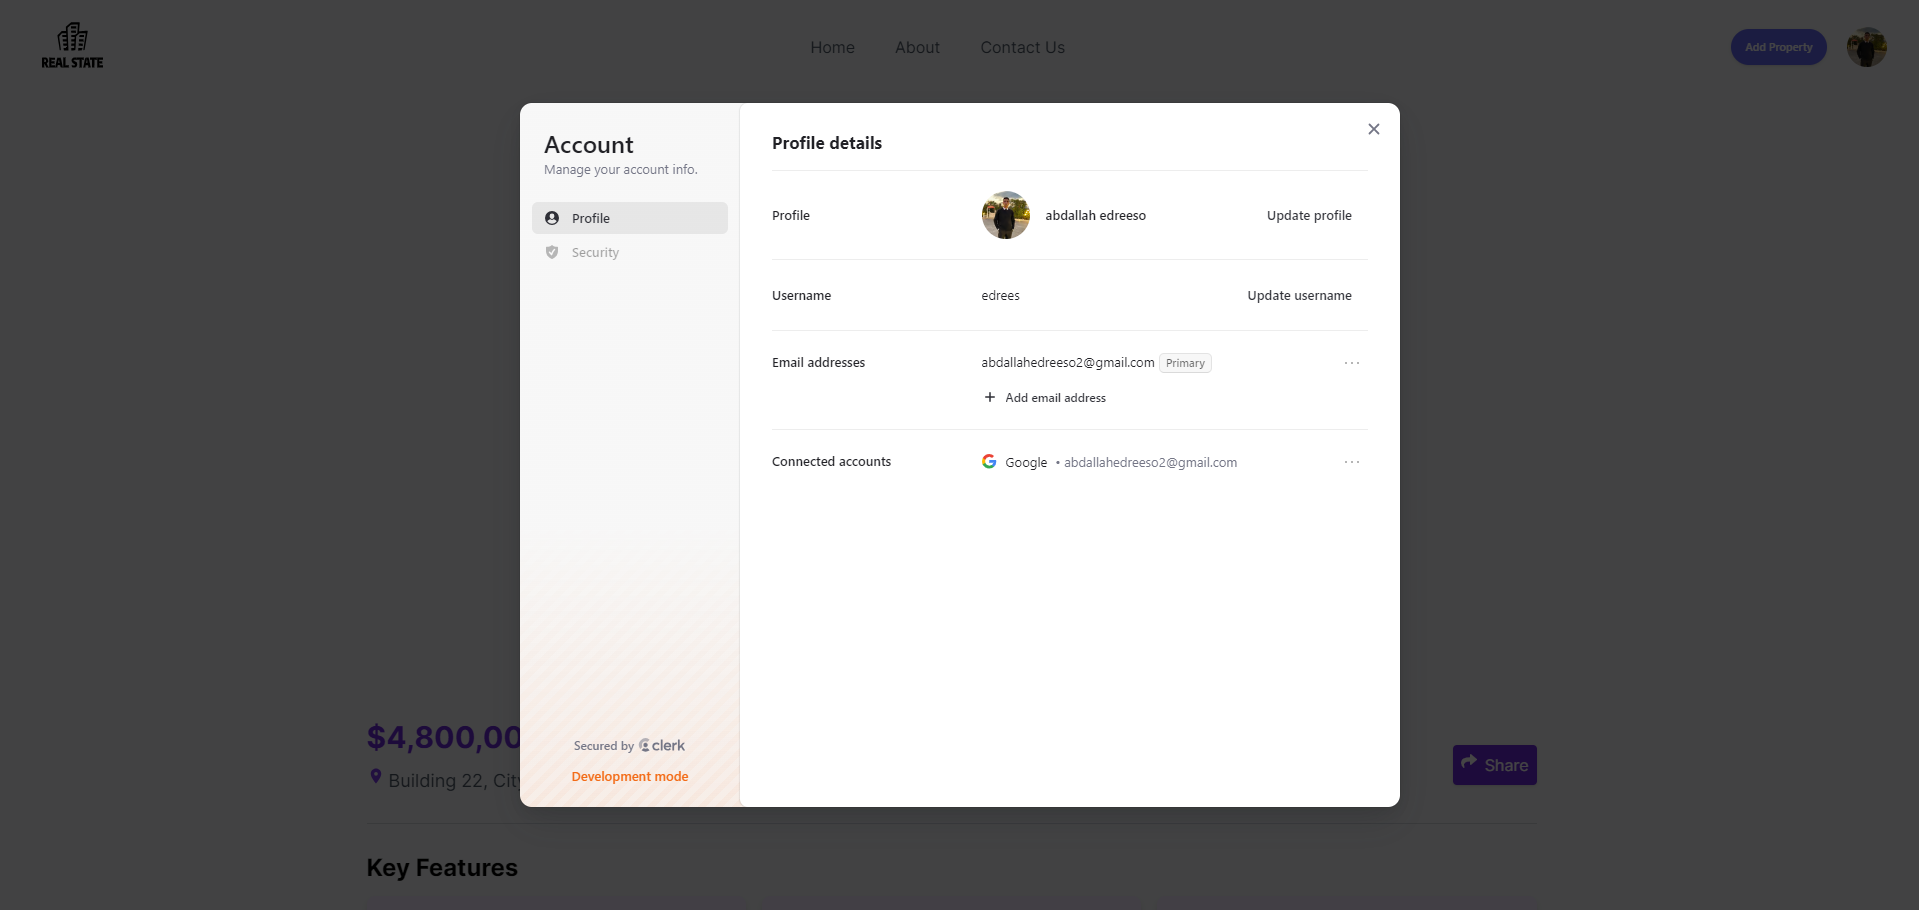 REAL STATE
Home About Contact Us
Add Property
Account
Manage your account info.
Profile
Security
Profile details
Profile abdallah edreeso Update profile
Username edrees Update username
Email addresses abdallahedreeso2@gmail.com Primary
Add email address
Connected accounts Google • abdallahedreeso2@gmail.com
Secured by clerk
Development mode
$4,800,00
Building 22, City
Share
Key Features